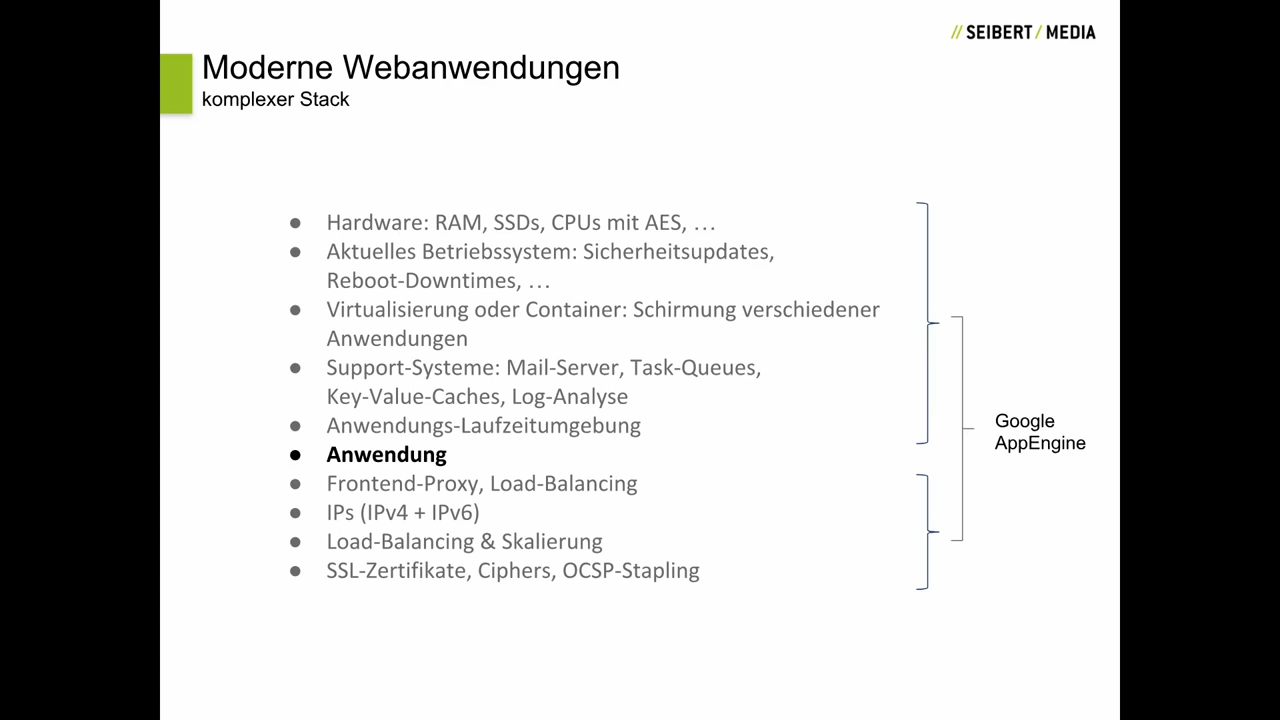 // SEIBERT / MEDIA
Moderne Webanwendungen
komplexer Stack
● Hardware: RAM, SSDs, CPUs mit AES, …
● Aktuelles Betriebssystem: Sicherheitsupdates,
Reboot-Downtimes, …
● Virtualisierung oder Container: Schirmung verschiedener
Anwendungen
● Support-Systeme: Mail-Server, Task-Queues,
Key-Value-Caches, Log-Analyse
● Anwendungs-Laufzeitumgebung
● Anwendung
● Frontend-Proxy, Load-Balancing
● IPs (IPv4 + IPv6)
● Load-Balancing & Skalierung
● SSL-Zertifikate, Ciphers, OCSP-Stapling
Google
AppEngine